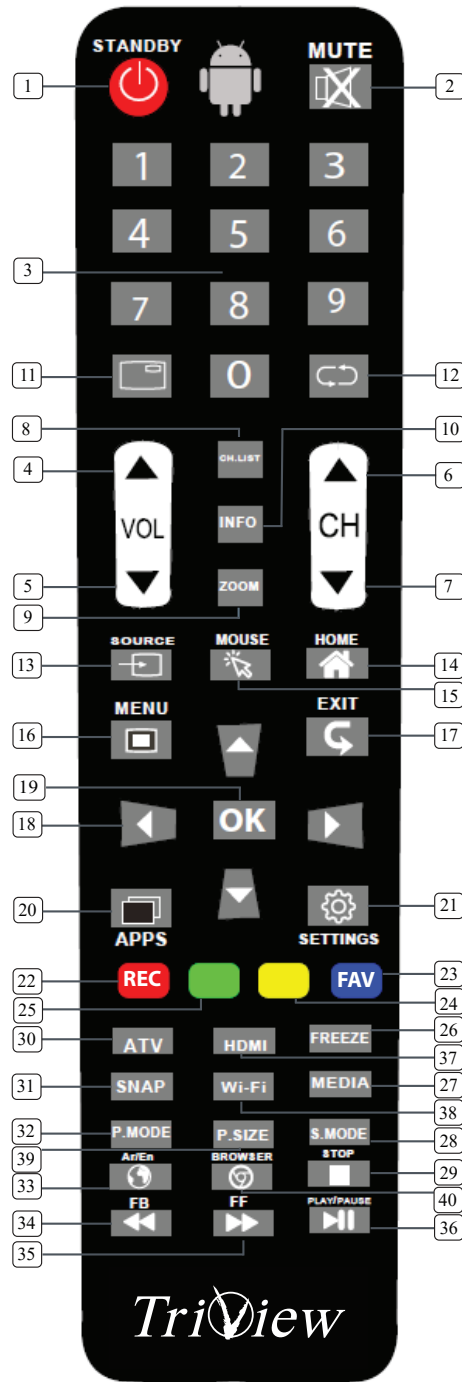 STANDBY MUTE
1 2
1 2 3
4 5 6
3
7 8 9
11 0 12
8 CH.LIST 10
4 VOL INFO CH 6
5 ZOOM 7
9
SOURCE MOUSE HOME
13 14
15
MENU EXIT
16 17
19
18 OK
20 21
APPS SETTINGS
22 REC FAV 23
25 24
30 ATV HDMI FREEZE 26
37
31 SNAP Wi-Fi MEDIA 27
38
32 P.MODE P.SIZE S.MODE 28
39 Ar/En BROWSER STOP
33 29
40
34 FB FF PLAY/PAUSE
35 36
TriView